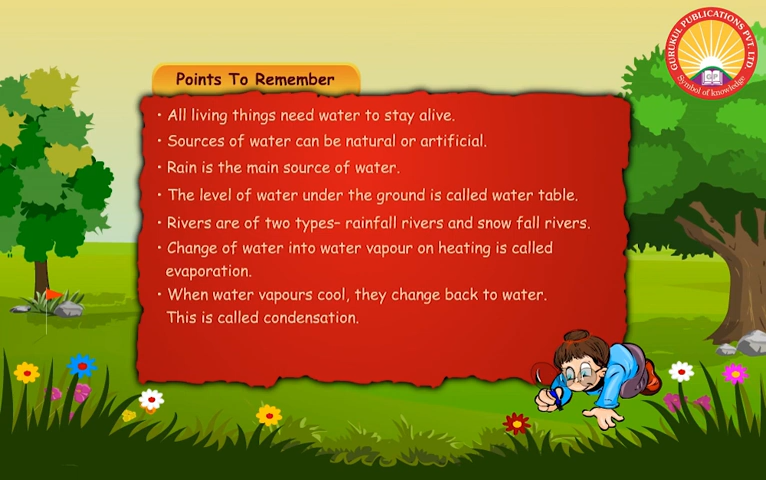 GURUKUL PUBLICATIONS PVT. LTD.
GP
Symbol of knowledge
Points To Remember
• All living things need water to stay alive.
• Sources of water can be natural or artificial.
• Rain is the main source of water.
• The level of water under the ground is called water table.
• Rivers are of two types– rainfall rivers and snow fall rivers.
• Change of water into water vapour on heating is called
evaporation.
• When water vapours cool, they change back to water.
This is called condensation.